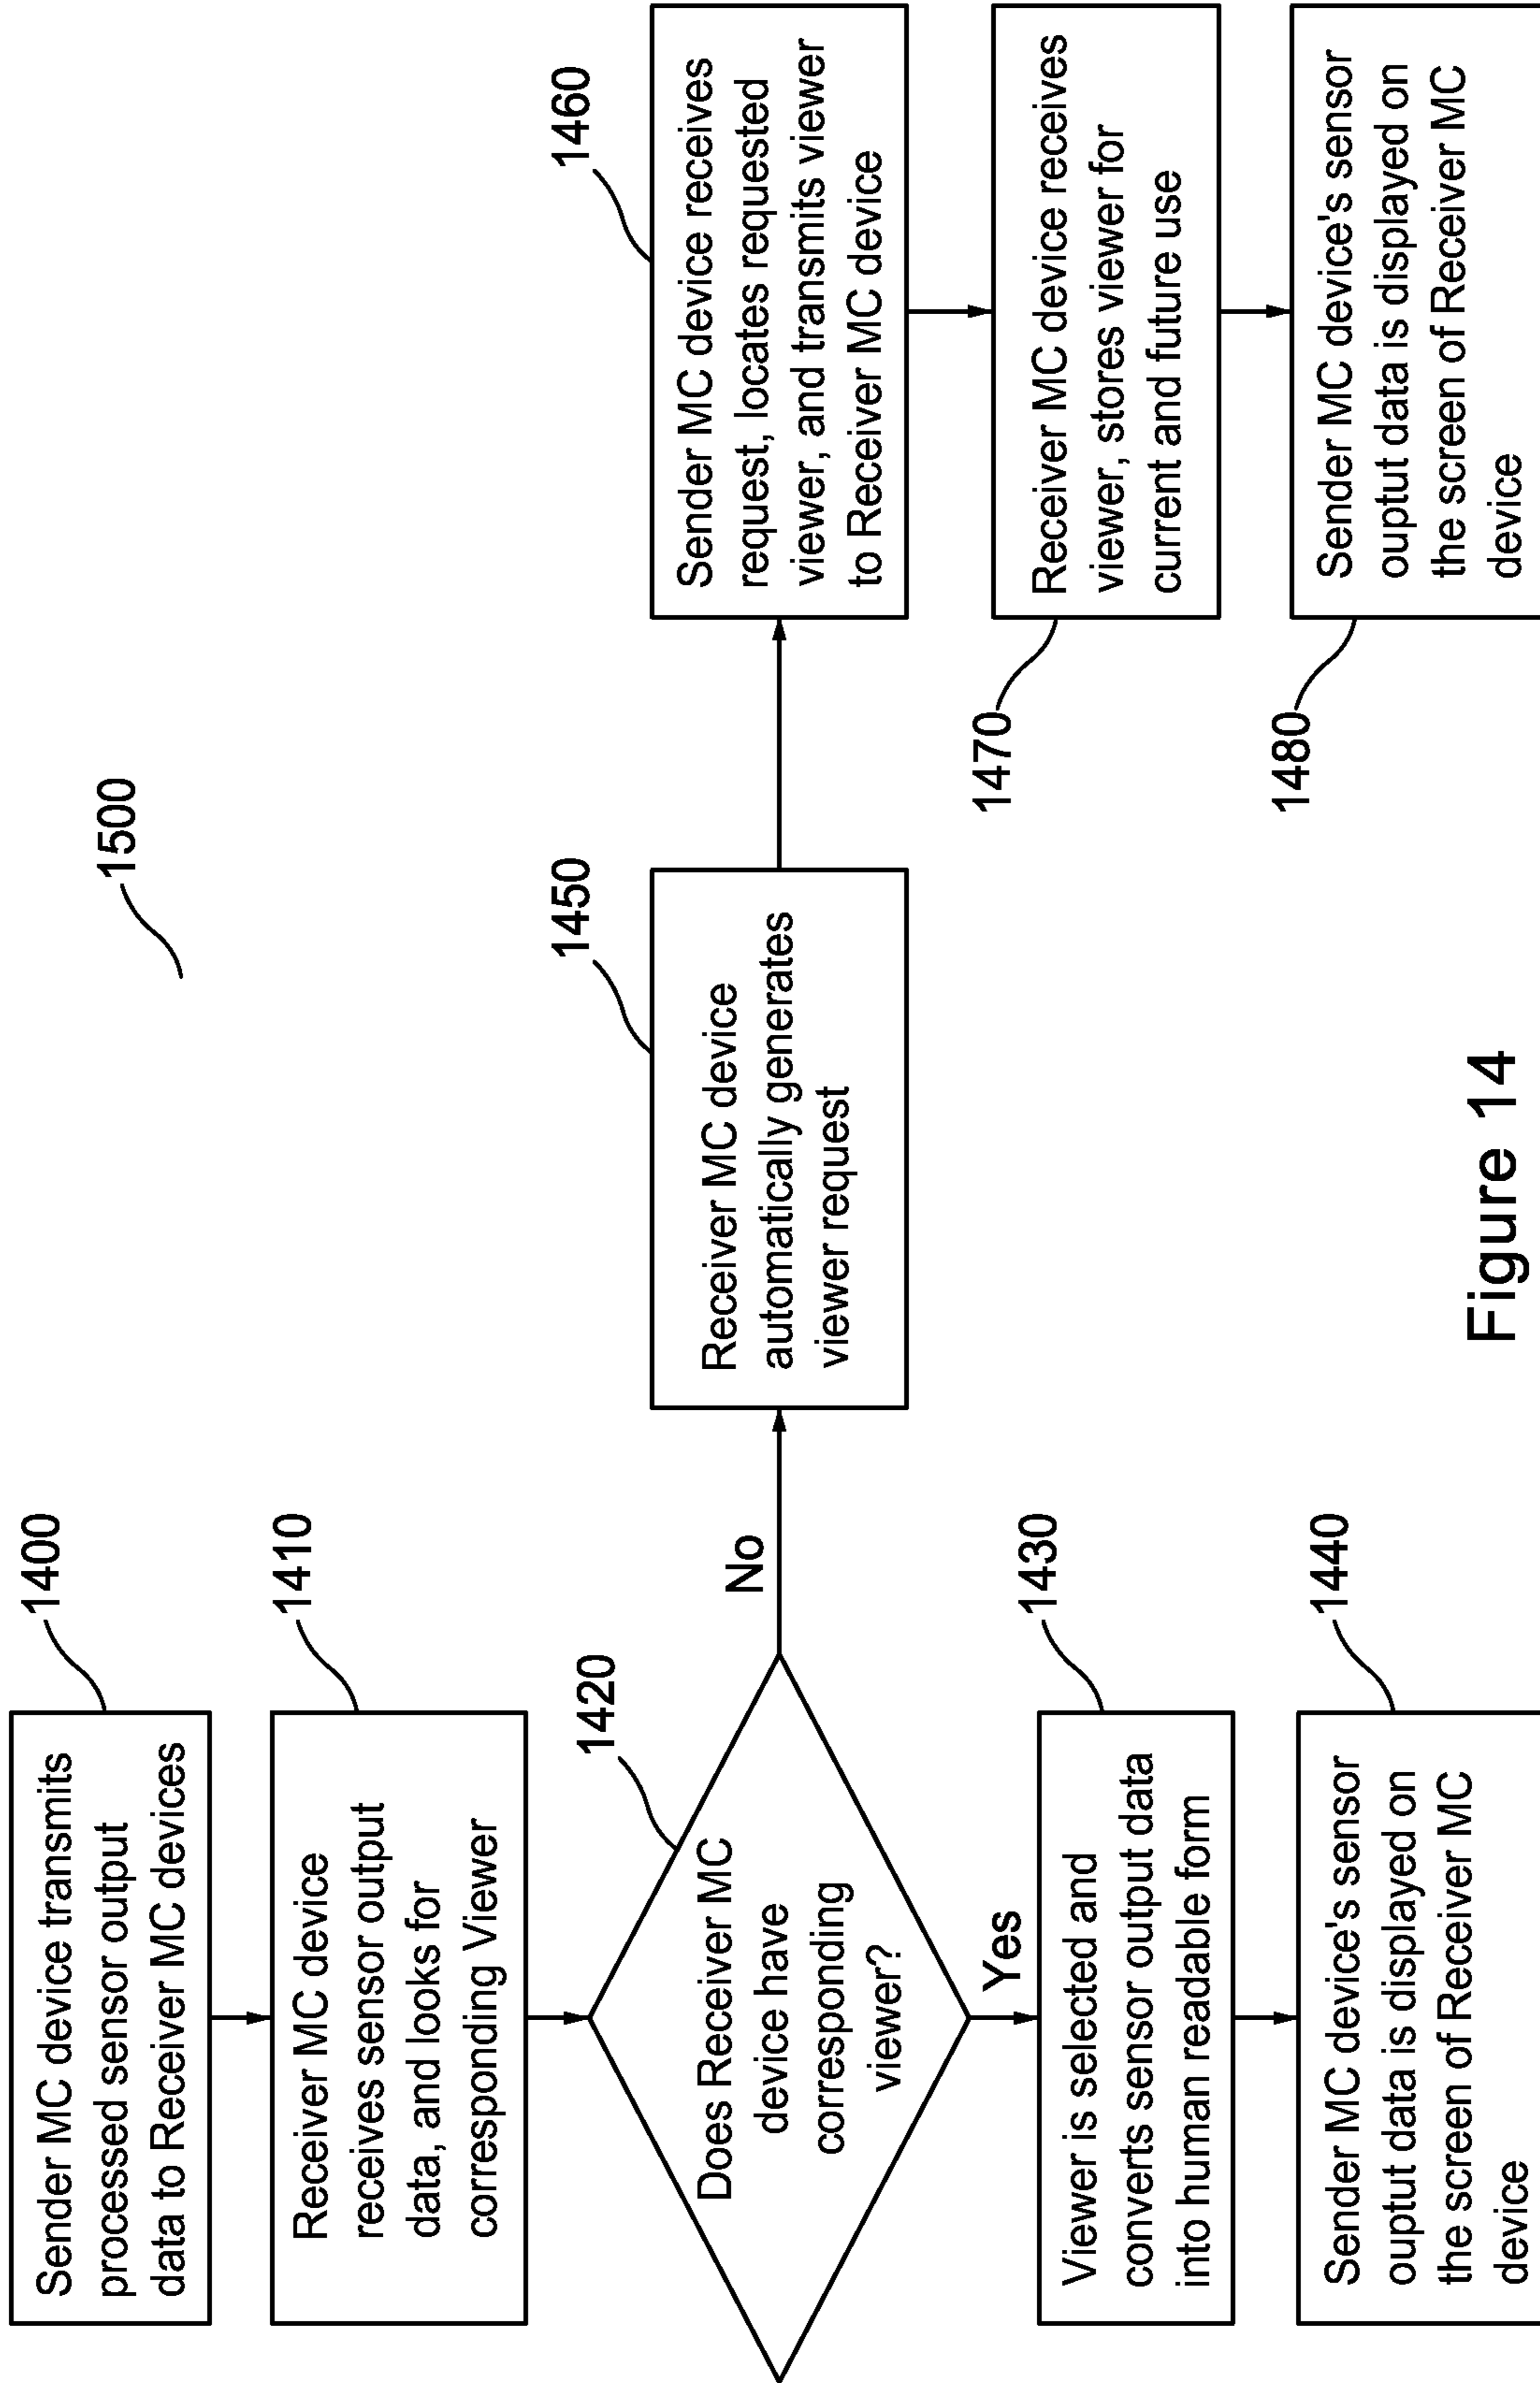 1500
1400
Sender MC device transmits
processed sensor output
data to Receiver MC devices
1410
Receiver MC device
receives sensor output
data, and looks for
corresponding Viewer
1420
Does Receiver MC
device have
corresponding
viewer?
Yes
No
1430
Viewer is selected and
converts sensor output data
into human readable form
1440
Sender MC device's sensor
ouptut data is displayed on
the screen of Receiver MC
device
1450
Receiver MC device
automatically generates
viewer request
1460
Sender MC device receives
request, locates requested
viewer, and transmits viewer
to Receiver MC device
1470
Receiver MC device receives
viewer, stores viewer for
current and future use
1480
Sender MC device's sensor
ouptut data is displayed on
the screen of Receiver MC
device
Figure 14